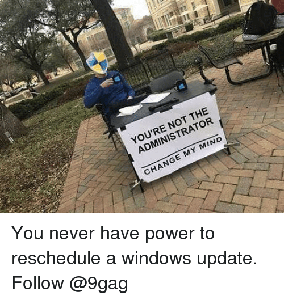 YOU'RE NOT THE
ADMINISTRATOR
CHANGE MY MIND
You never have power to
reschedule a windows update.
Follow @9gag